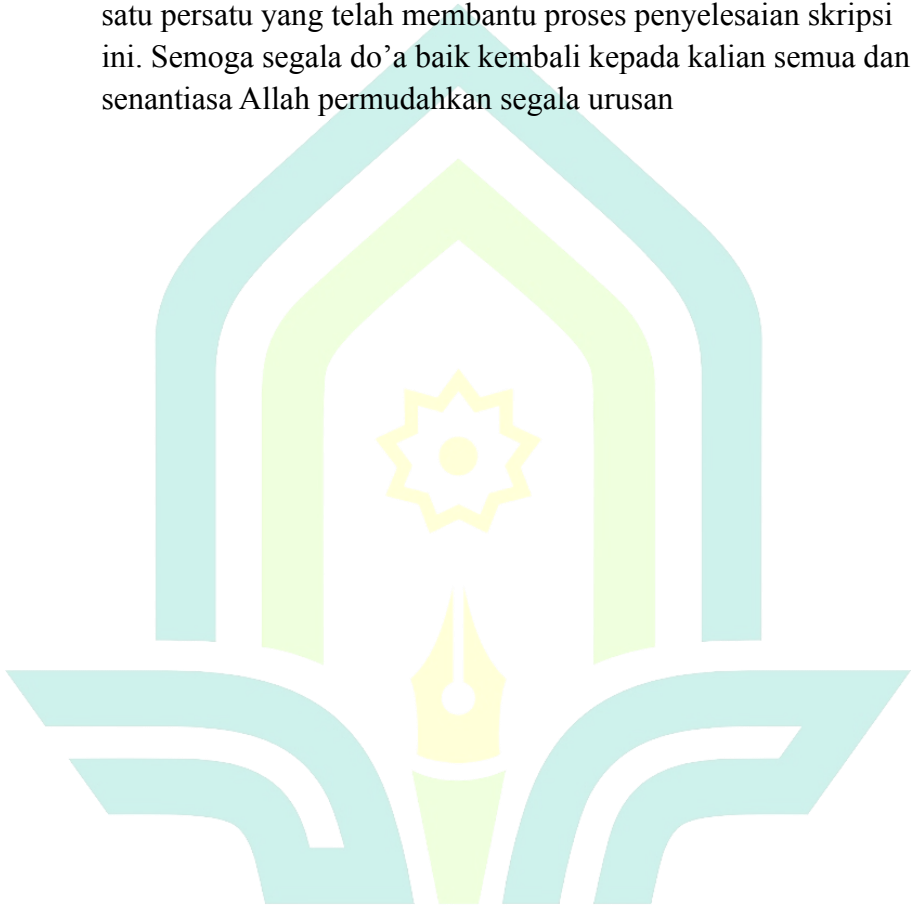 satu persatu yang telah membantu proses penyelesaian skripsi
ini. Semoga segala do’a baik kembali kepada kalian semua dan
senantiasa Allah permudahkan segala urusan